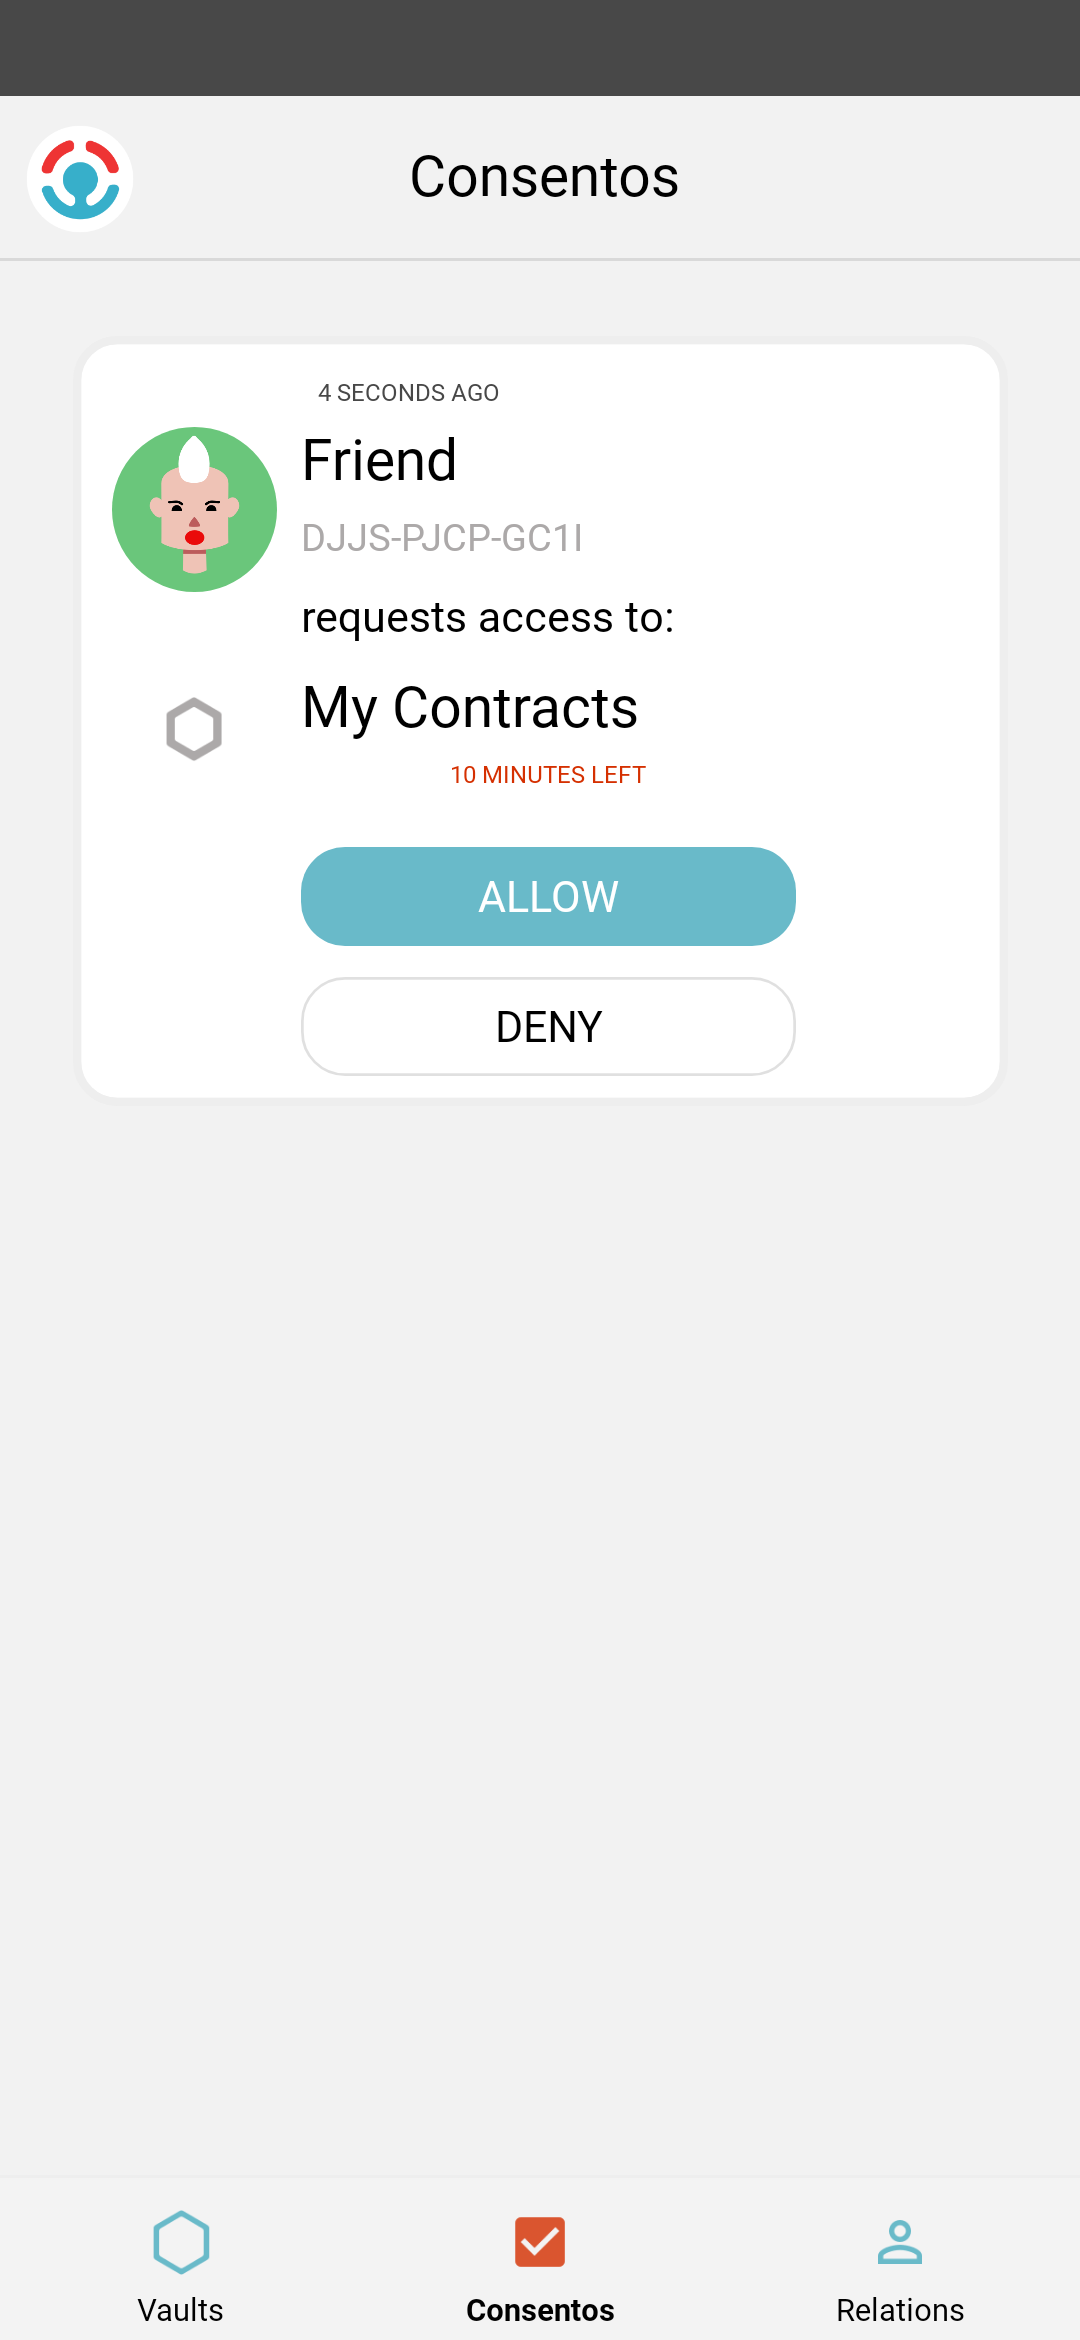 Consentos
4 SECONDS AGO
Friend
DJJS-PJCP-GC1I
requests access to:
My Contracts
10 MINUTES LEFT
ALLOW
DENY
Vaults
Consentos
Relations